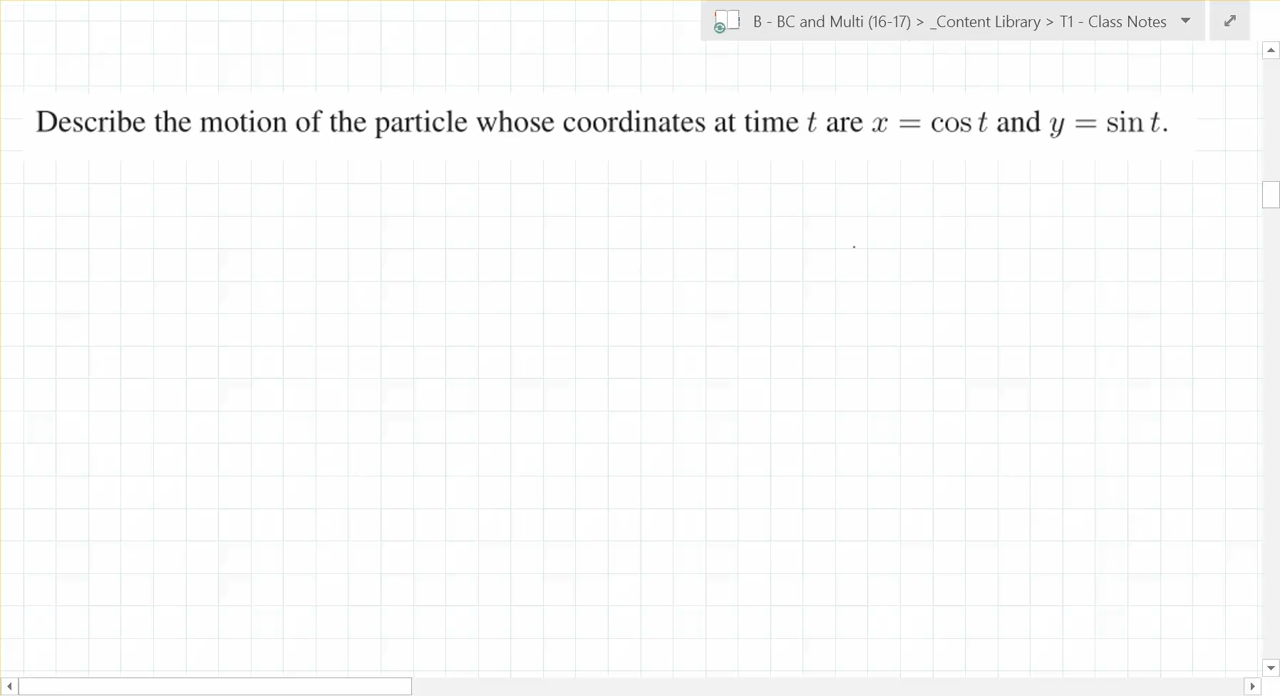 B - BC and Multi (16-17) > _Content Library > T1 - Class Notes
Describe the motion of the particle whose coordinates at time t are x = cos t and y = sin t.